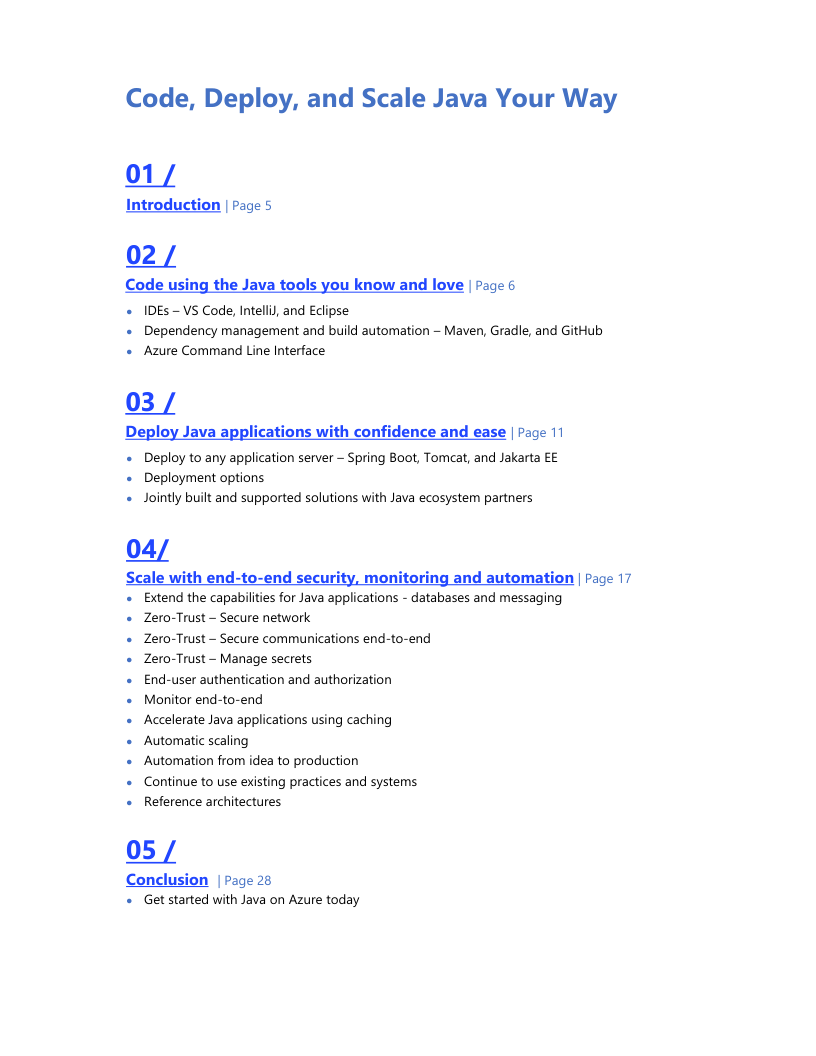 Code, Deploy, and Scale Java Your Way
01 /
Introduction | Page 5
02 /
Code using the Java tools you know and love | Page 6
• IDEs – VS Code, IntelliJ, and Eclipse
• Dependency management and build automation – Maven, Gradle, and GitHub
• Azure Command Line Interface
03 /
Deploy Java applications with confidence and ease | Page 11
• Deploy to any application server – Spring Boot, Tomcat, and Jakarta EE
• Deployment options
• Jointly built and supported solutions with Java ecosystem partners
04/
Scale with end-to-end security, monitoring and automation | Page 17
• Extend the capabilities for Java applications - databases and messaging
• Zero-Trust – Secure network
• Zero-Trust – Secure communications end-to-end
• Zero-Trust – Manage secrets
• End-user authentication and authorization
• Monitor end-to-end
• Accelerate Java applications using caching
• Automatic scaling
• Automation from idea to production
• Continue to use existing practices and systems
• Reference architectures
05 /
Conclusion | Page 28
• Get started with Java on Azure today